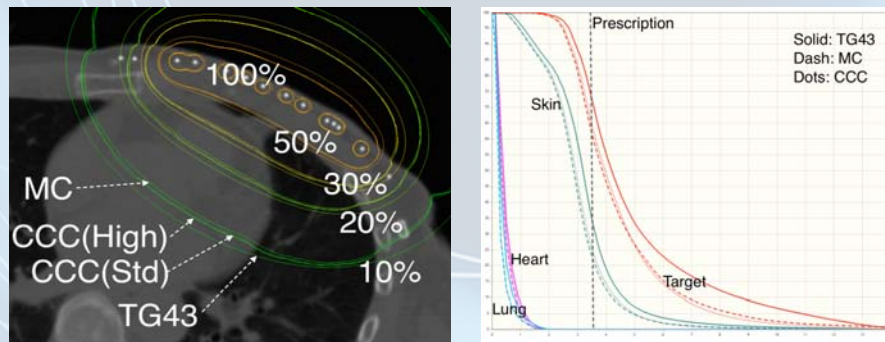 100%
50%
30%
20%
10%
MC
CCC(High)
CCC(Std)
TG43
Prescription
Solid: TG43
Dash: MC
Dots: CCC
Skin
Heart
Target
Lung